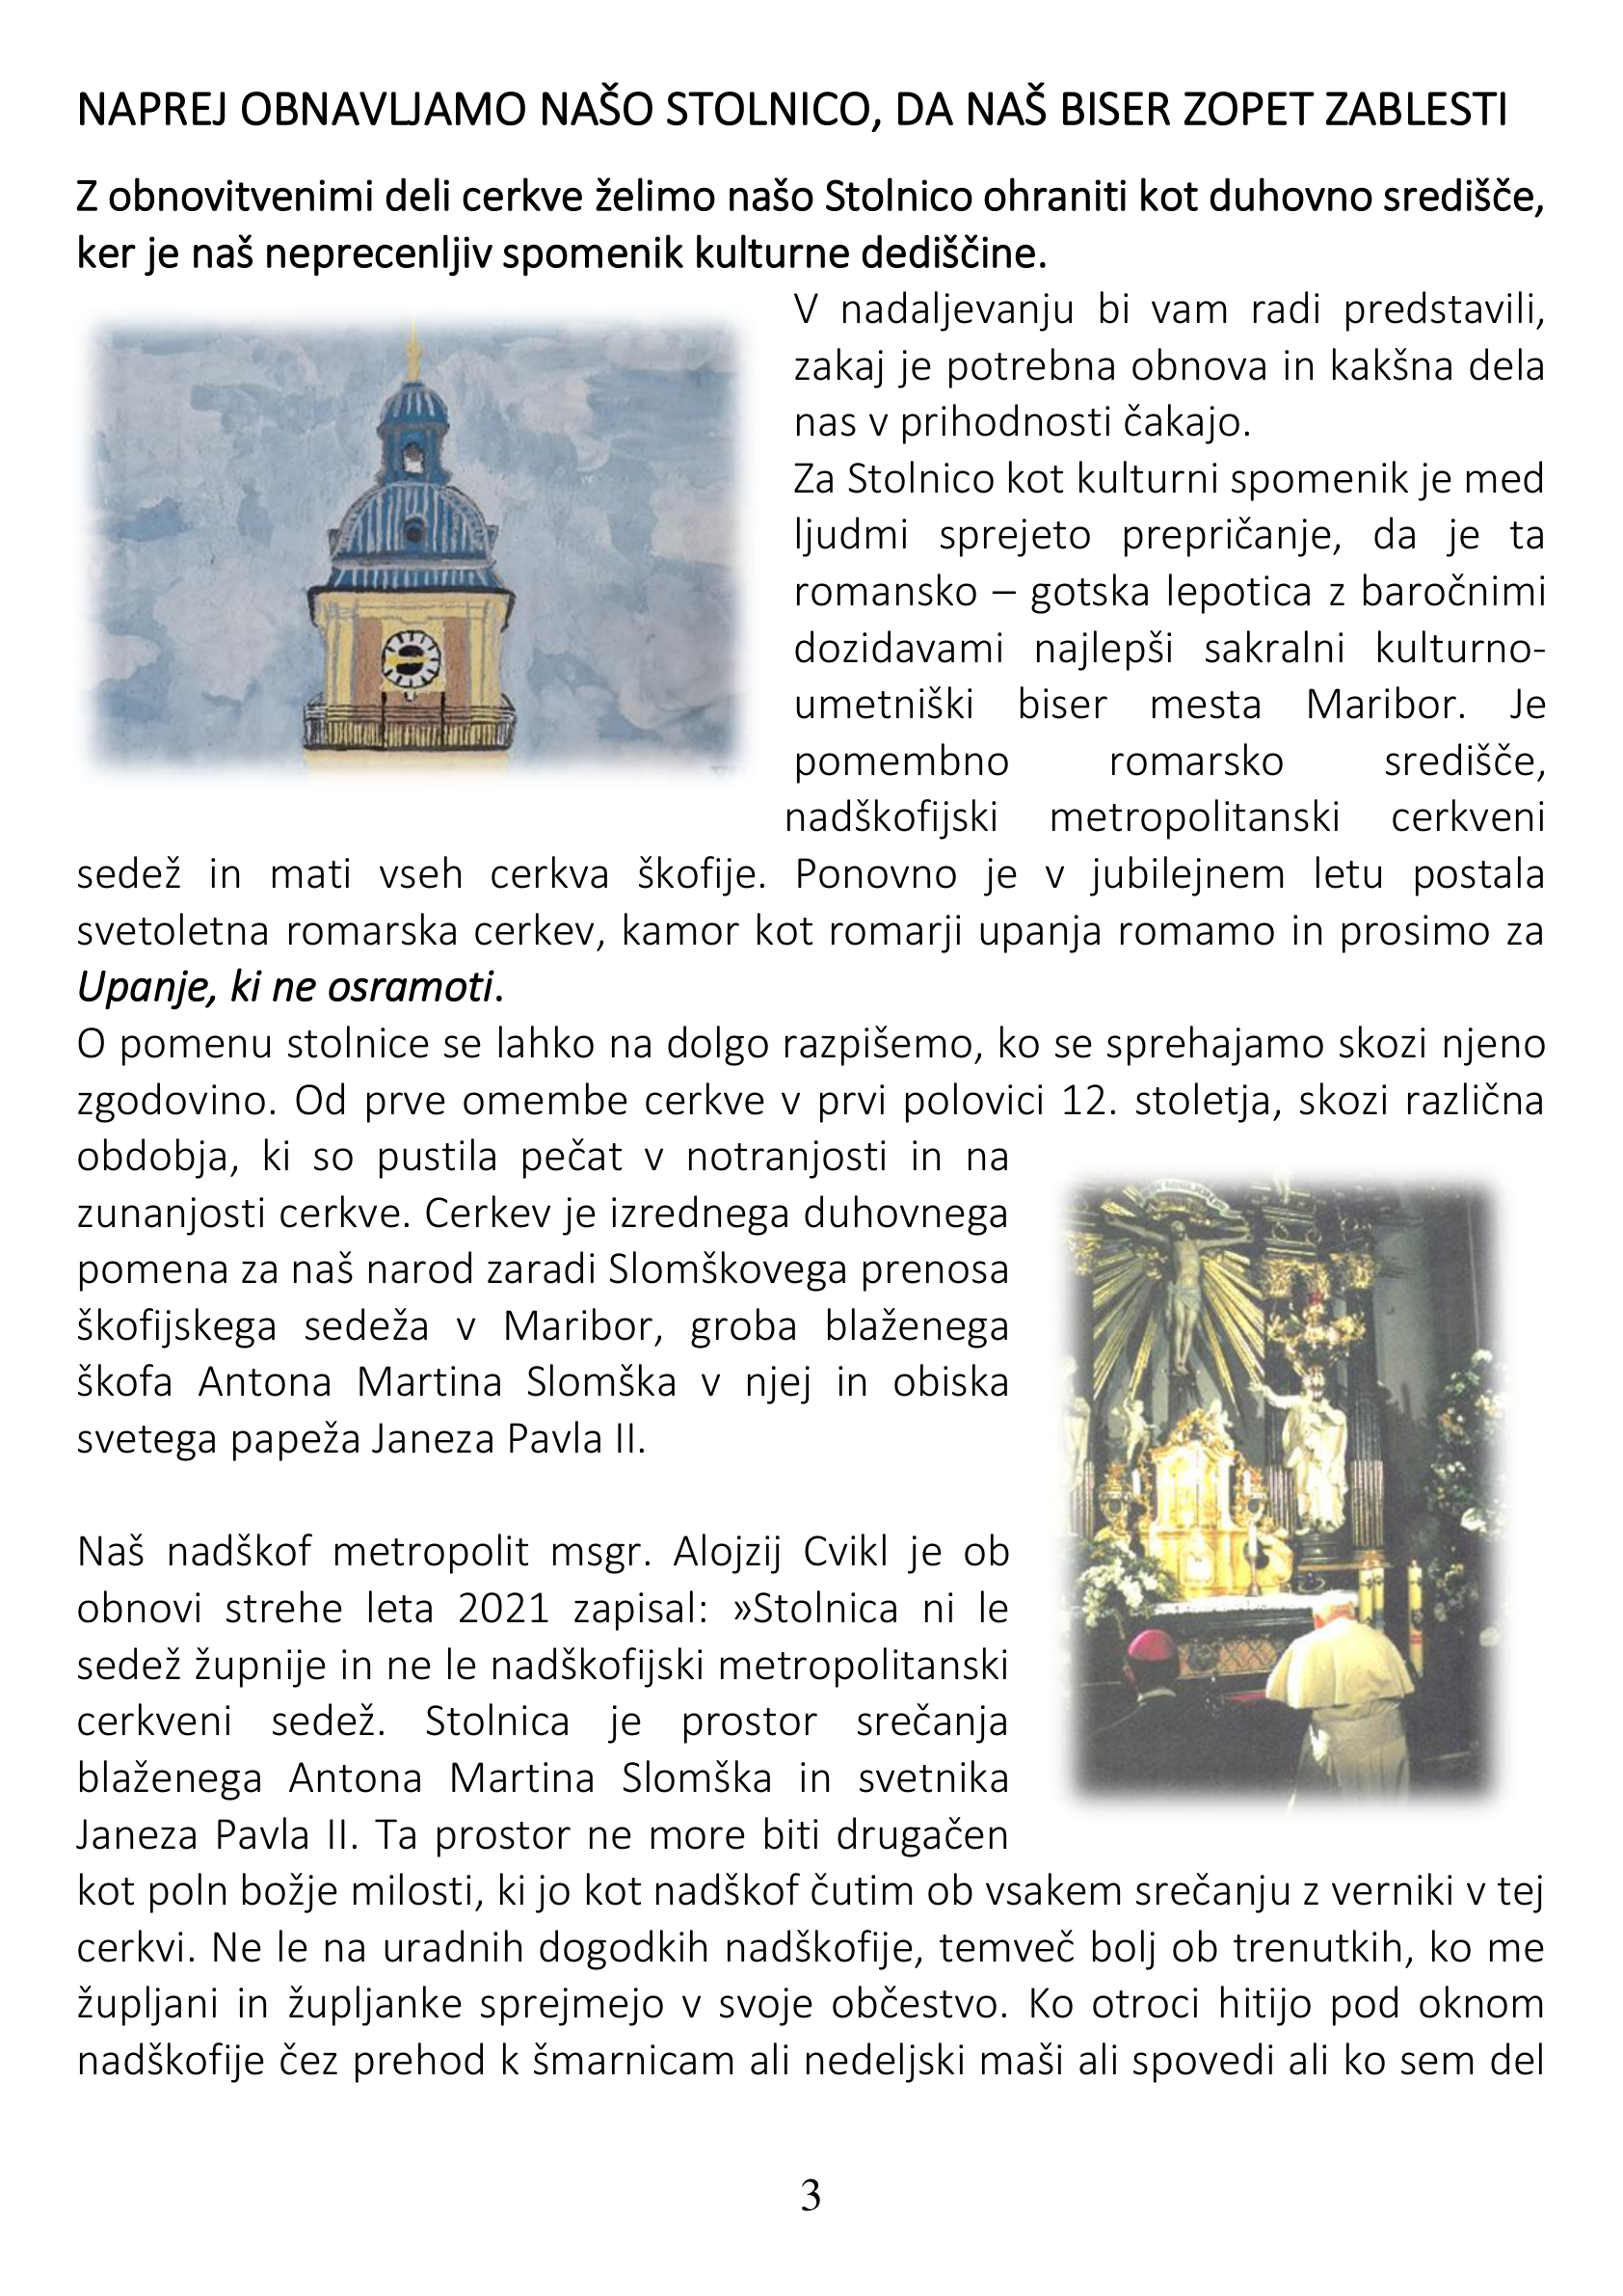 NAPREJ OBNAVLJAMO NAŠO STOLNICO, DA NAŠ BISER ZOPET ZABLESTI
Z obnovitvenimi deli cerkve želimo našo Stolnico ohraniti kot duhovno središče,
ker je naš neprecenljiv spomenik kulturne dediščine.
V nadaljevanju bi vam radi predstavili,
zakaj je potrebna obnova in kakšna dela
nas v prihodnosti čakajo.
Za Stolnico kot kulturni spomenik je med
ljudmi sprejeto prepričanje, da je ta
romansko – gotska lepotica z baročnimi
dozidavami najlepši sakralni kulturno-
umetniški biser mesta Maribor. Je
pomembno romarsko središče,
nadškofijski metropolitanski cerkveni
sedež in mati vseh cerkva škofije. Ponovno je v jubilejnem letu postala
svetoletna romarska cerkev, kamor kot romarji upanja romamo in prosimo za
Upanje, ki ne osramoti.
O pomenu stolnice se lahko na dolgo razpišemo, ko se sprehajamo skozi njeno
zgodovino. Od prve omembe cerkve v prvi polovici 12. stoletja, skozi različna
obdobja, ki so pustila pečat v notranjosti in na
zunanjosti cerkve. Cerkev je izrednega duhovnega
pomena za naš narod zaradi Slomškovega prenosa
škofijskega sedeža v Maribor, groba blaženega
škofa Antona Martina Slomška v njej in obiska
svetega papeža Janeza Pavla II.
Naš nadškof metropolit msgr. Alojzij Cvikl je ob
obnovi strehe leta 2021 zapisal: »Stolnica ni le
sedež župnije in ne le nadškofijski metropolitanski
cerkveni sedež. Stolnica je prostor srečanja
blaženega Antona Martina Slomška in svetnika
Janeza Pavla II. Ta prostor ne more biti drugačen
kot poln božje milosti, ki jo kot nadškof čutim ob vsakem srečanju z verniki v tej
cerkvi. Ne le na uradnih dogodkih nadškofije, temveč bolj ob trenutkih, ko me
župljani in župljanke sprejmejo v svoje občestvo. Ko otroci hitijo pod oknom
nadškofije čez prehod k šmarnicam ali nedeljski maši ali spovedi ali ko sem del
3